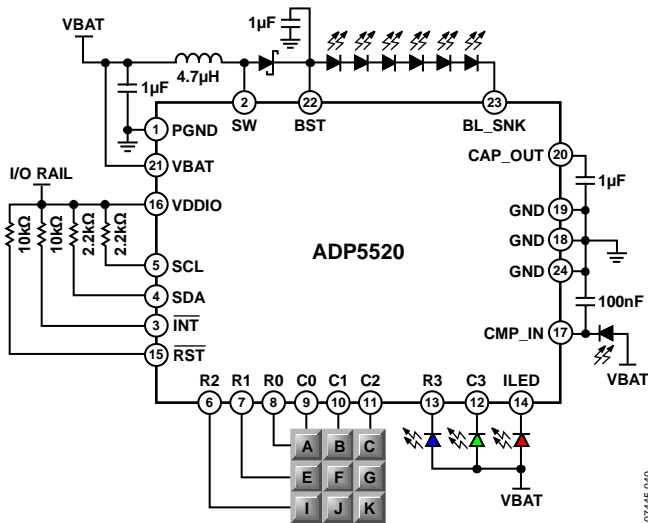 VBAT
1µF
4.7µH
1µF
2
SW
22
BST
23
BL_SNK
1
PGND
21
VBAT
I/O RAIL
16
VDDIO
10kΩ
10kΩ
2.2kΩ
2.2kΩ
5
SCL
4
SDA
3
INT
15
RST
ADP5520
CAP_OUT
20
1µF
GND
19
GND
18
GND
24
100nF
CMP_IN
17
VBAT
R2
R1
R0
C0
C1
C2
R3
C3
ILED
6
7
8
9
10
11
13
12
14
A B C
E F G
I J K
VBAT
07445-040